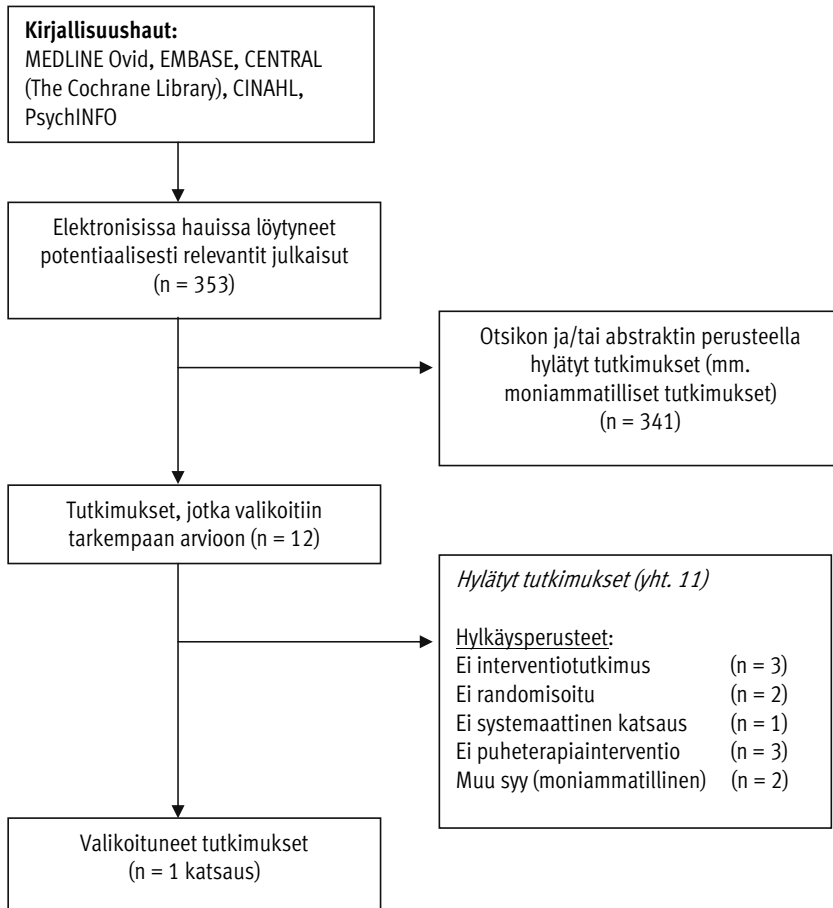 Kirjallisuushaut:
MEDLINE Ovid, EMBASE, CENTRAL
(The Cochrane Library), CINAHL,
PsychINFO
Elektronisissa hauissa löytyneet
potentiaalisesti relevantit julkaisut
(n = 353)
Otsikon ja/tai abstraktin perusteella
hylätyt tutkimukset (mm.
moniammatilliset tutkimukset)
(n = 341)
Tutkimukset, jotka valikoitiin
tarkempaan arvioon (n = 12)
Hylätyt tutkimukset (yht. 11)
Hylkäysperusteet:
Ei interventiotutkimus (n = 3)
Ei randomisoitu (n = 2)
Ei systemaattinen katsaus (n = 1)
Ei puheterapiainterventio (n = 3)
Muu syy (moniammatillinen) (n = 2)
Valikoituneet tutkimukset
(n = 1 katsaus)